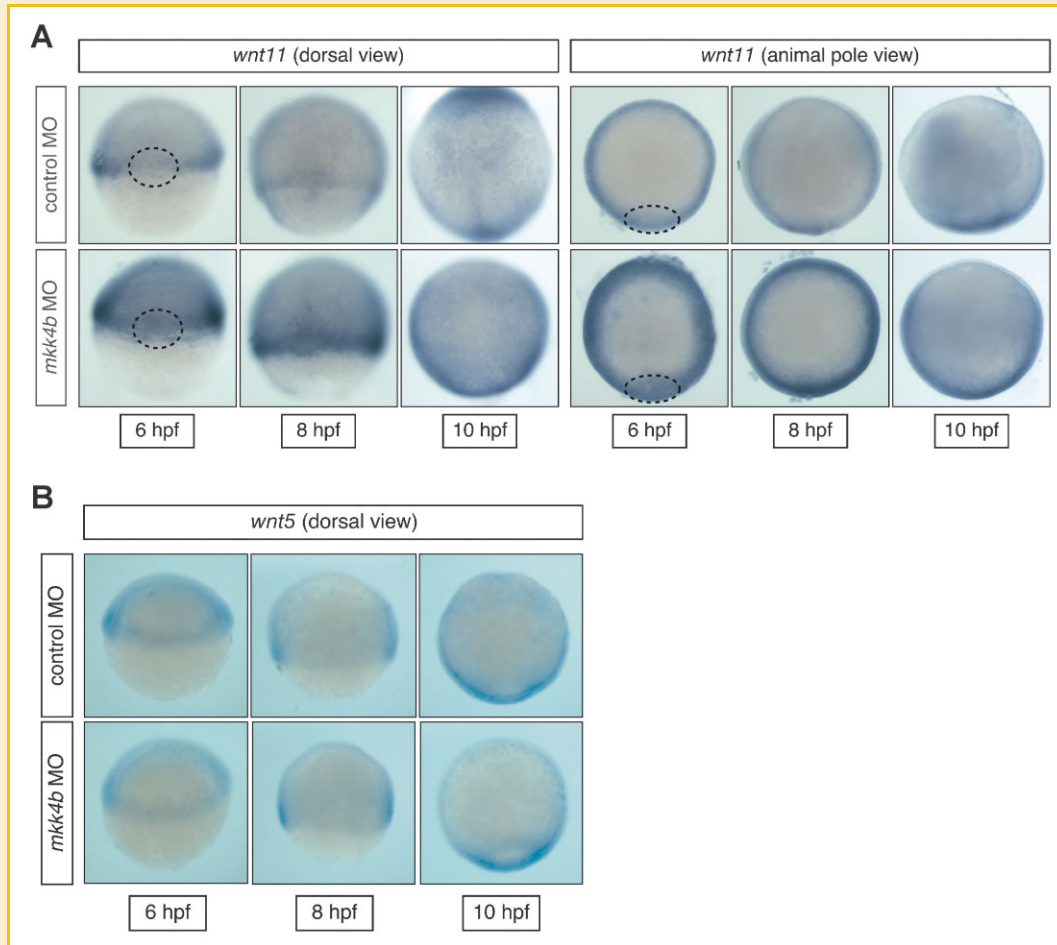 A
wnt11 (dorsal view)
wnt11 (animal pole view)
control MO
mkk4b MO
6 hpf
8 hpf
10 hpf
6 hpf
8 hpf
10 hpf
B
wnt5 (dorsal view)
control MO
mkk4b MO
6 hpf
8 hpf
10 hpf